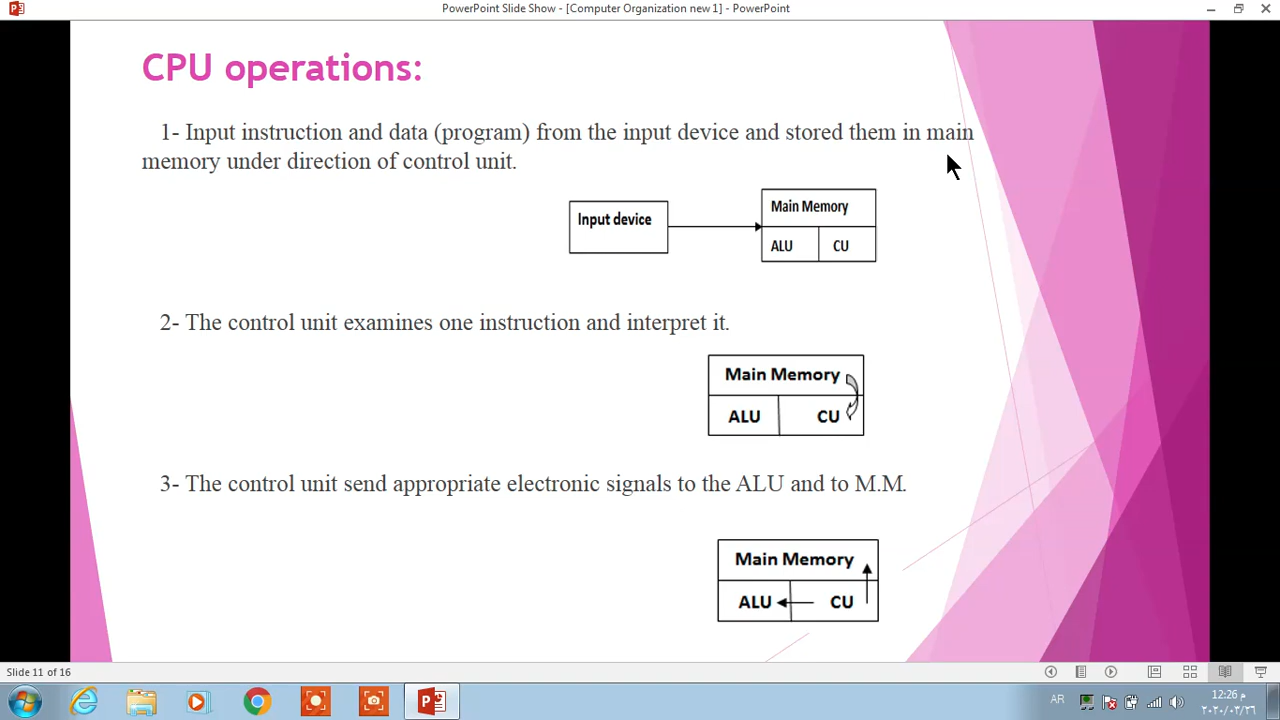 PowerPoint Slide Show - [Computer Organization new 1] - PowerPoint
CPU operations:
1- Input instruction and data (program) from the input device and stored them in main
memory under direction of control unit.
Input device
Main Memory
ALU CU
2- The control unit examines one instruction and interpret it.
Main Memory
ALU CU
3- The control unit send appropriate electronic signals to the ALU and to M.M.
Main Memory
ALU CU
Slide 11 of 16
AR
12:26 م
٢٠٢٠/٠٣/٢٦